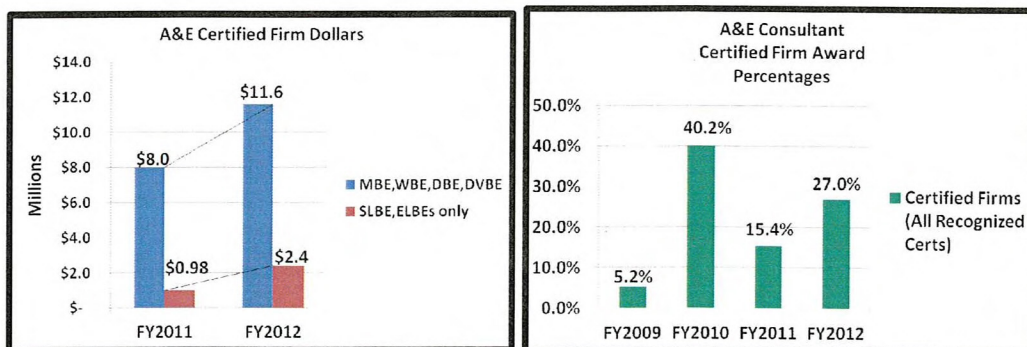 A&E Certified Firm Dollars
$14.0
$12.0
$10.0
$8.0
$6.0
$4.0
$2.0
$-
Millions
$8.0
$0.98
$11.6
$2.4
FY2011
FY2012
MBE,WBE,DBE,DVBE
SLBE,ELBEs only
A&E Consultant
Certified Firm Award
Percentages
50.0%
40.0%
30.0%
20.0%
10.0%
0.0%
5.2%
40.2%
15.4%
27.0%
FY2009
FY2010
FY2011
FY2012
Certified Firms
(All Recognized
Certs)